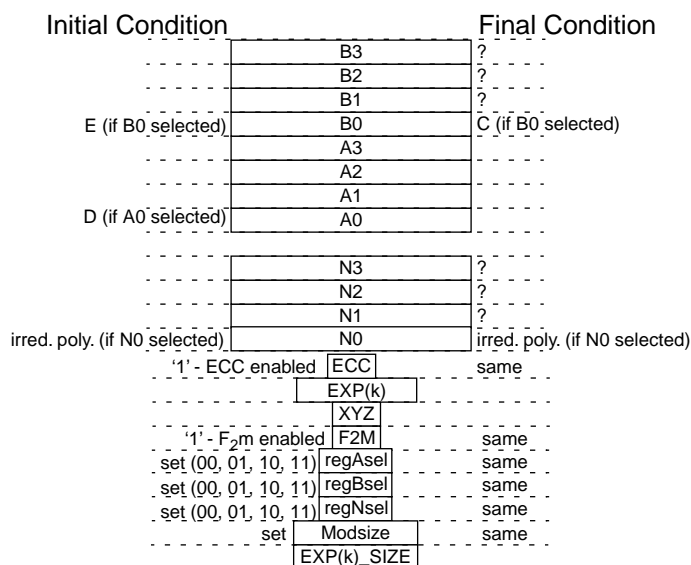 Initial Condition Final Condition
B3 ?
B2 ?
B1 ?
E (if B0 selected) B0 C (if B0 selected)
A3
A2
A1
D (if A0 selected) A0
N3 ?
N2 ?
N1 ?
irred. poly. (if N0 selected) N0 irred. poly. (if N0 selected)
‘1’ - ECC enabled ECC same
EXP(k)
XYZ
‘1’ - F2m enabled F2M same
set (00, 01, 10, 11) regAsel same
set (00, 01, 10, 11) regBsel same
set (00, 01, 10, 11) regNsel same
set Modsize same
EXP(k)_SIZE